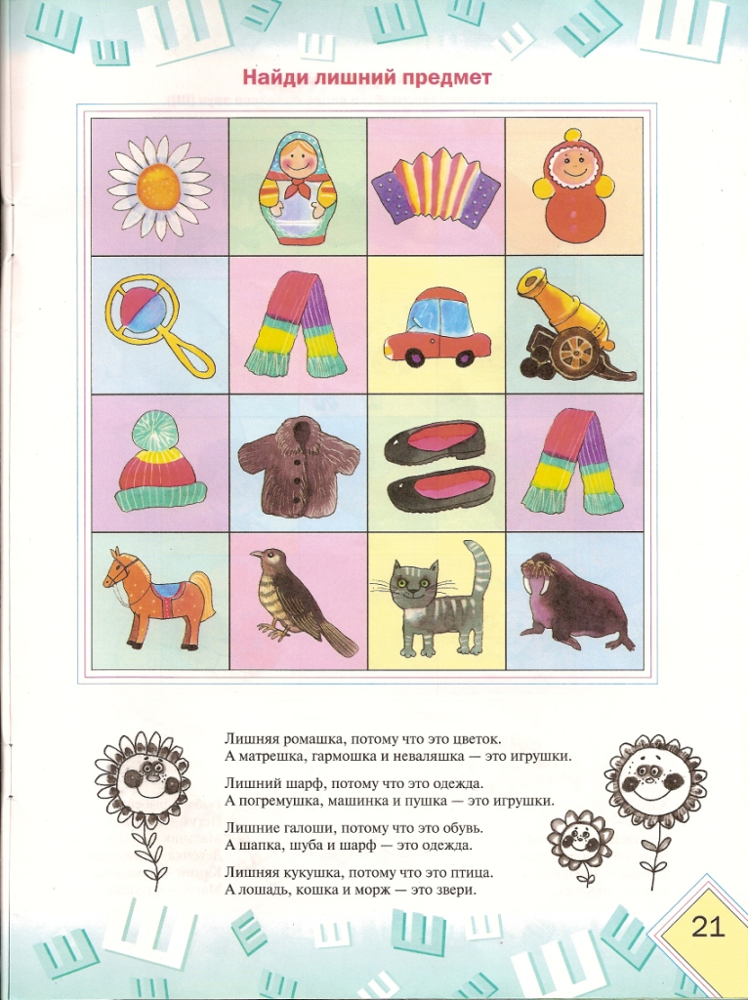 Найди лишний предмет
Лишняя ромашка, потому что это цветок.
А матрешка, гармошка и неваляшка — это игрушки.
Лишний шарф, потому что это одежда.
А погремушка, машинка и пушка — это игрушки.
Лишние галоши, потому что это обувь.
А шапка, шуба и шарф — это одежда.
Лишняя кукушка, потому что это птица.
А лошадь, кошка и морж — это звери.
21